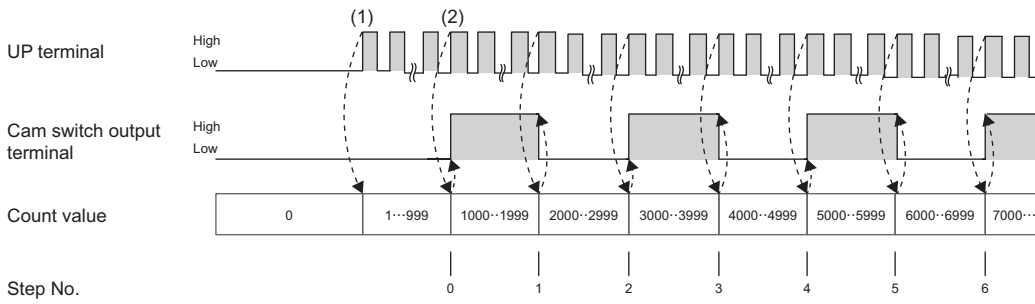 (1) (2)
UP terminal High
Low
Cam switch output terminal High
Low
Count value 0 1···999 1000··1999 2000··2999 3000··3999 4000··4999 5000··5999 6000··6999 7000···
Step No. 0 1 2 3 4 5 6